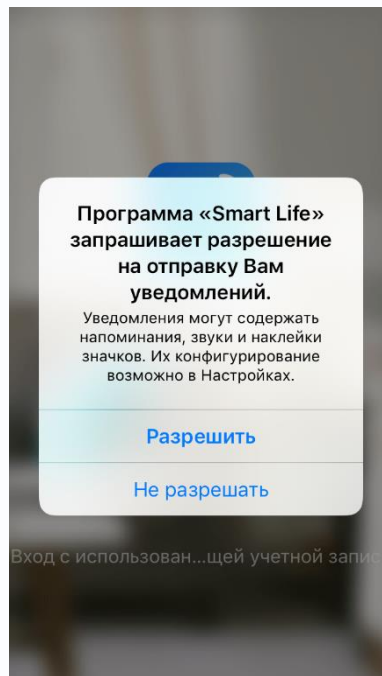 Программа «Smart Life»
запрашивает разрешение
на отправку Вам
уведомлений.
Уведомления могут содержать
напоминания, звуки и наклейки
значков. Их конфигурирование
возможно в Настройках.
Разрешить
Не разрешать
Вход с использован...щей учетной запис